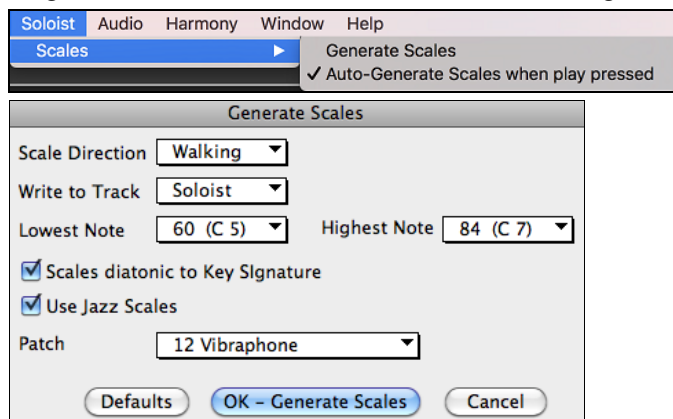 Soloist Audio Harmony Window Help
Scales Generate Scales
✓ Auto-Generate Scales when play pressed
Generate Scales
Scale Direction Walking
Write to Track Soloist
Lowest Note 60 (C 5) Highest Note 84 (C 7)
Scales diatonic to Key SIgnature
Use Jazz Scales
Patch 12 Vibraphone
Defaults OK – Generate Scales Cancel